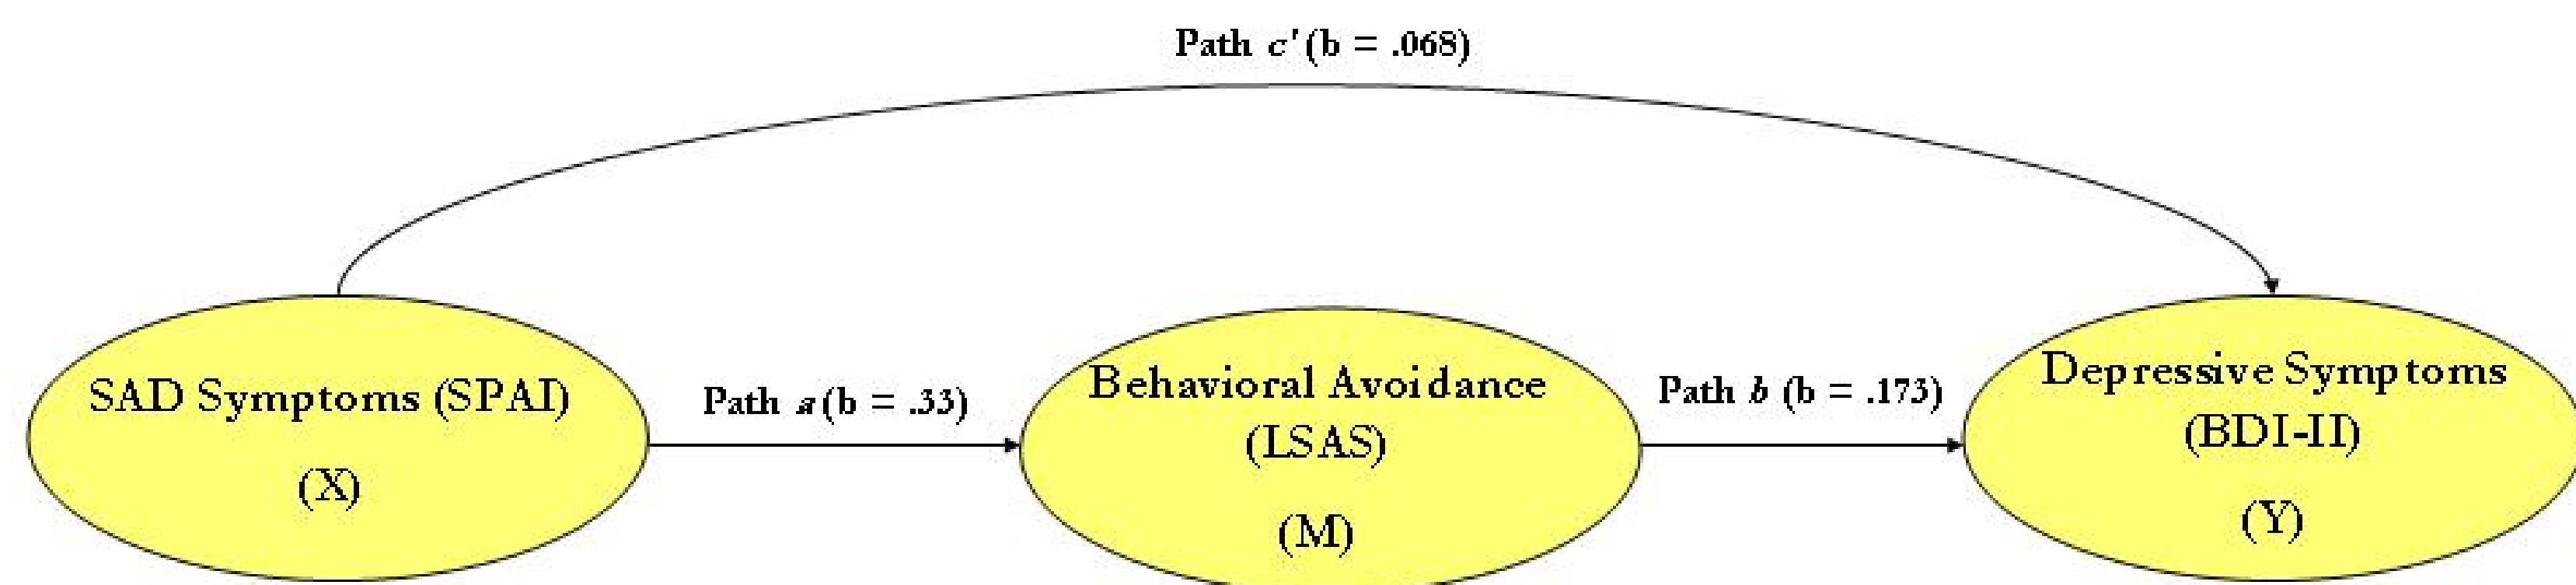 Path c' (b = .068)
SAD Symptoms (SPAI)
(X)
Path a (b = .33)
Behavioral Avoidance
(LSAS)
(M)
Path b (b = .173)
Depressive Symptoms
(BDI-II)
(Y)